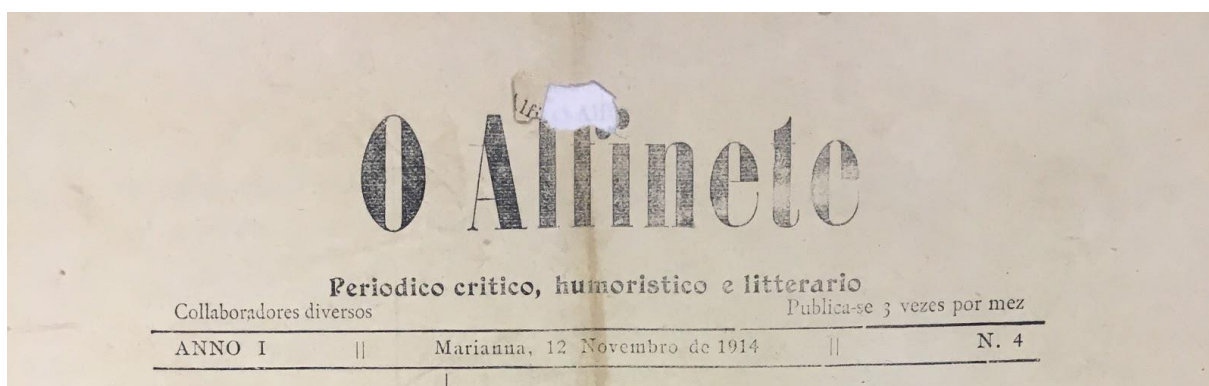 O Alfinete
Periodico critico, humoristico e litterario
Collaboradores diversos Publica-se 3 vezes por mez
ANNO I || Marianna, 12 Novembro de 1914 || N. 4